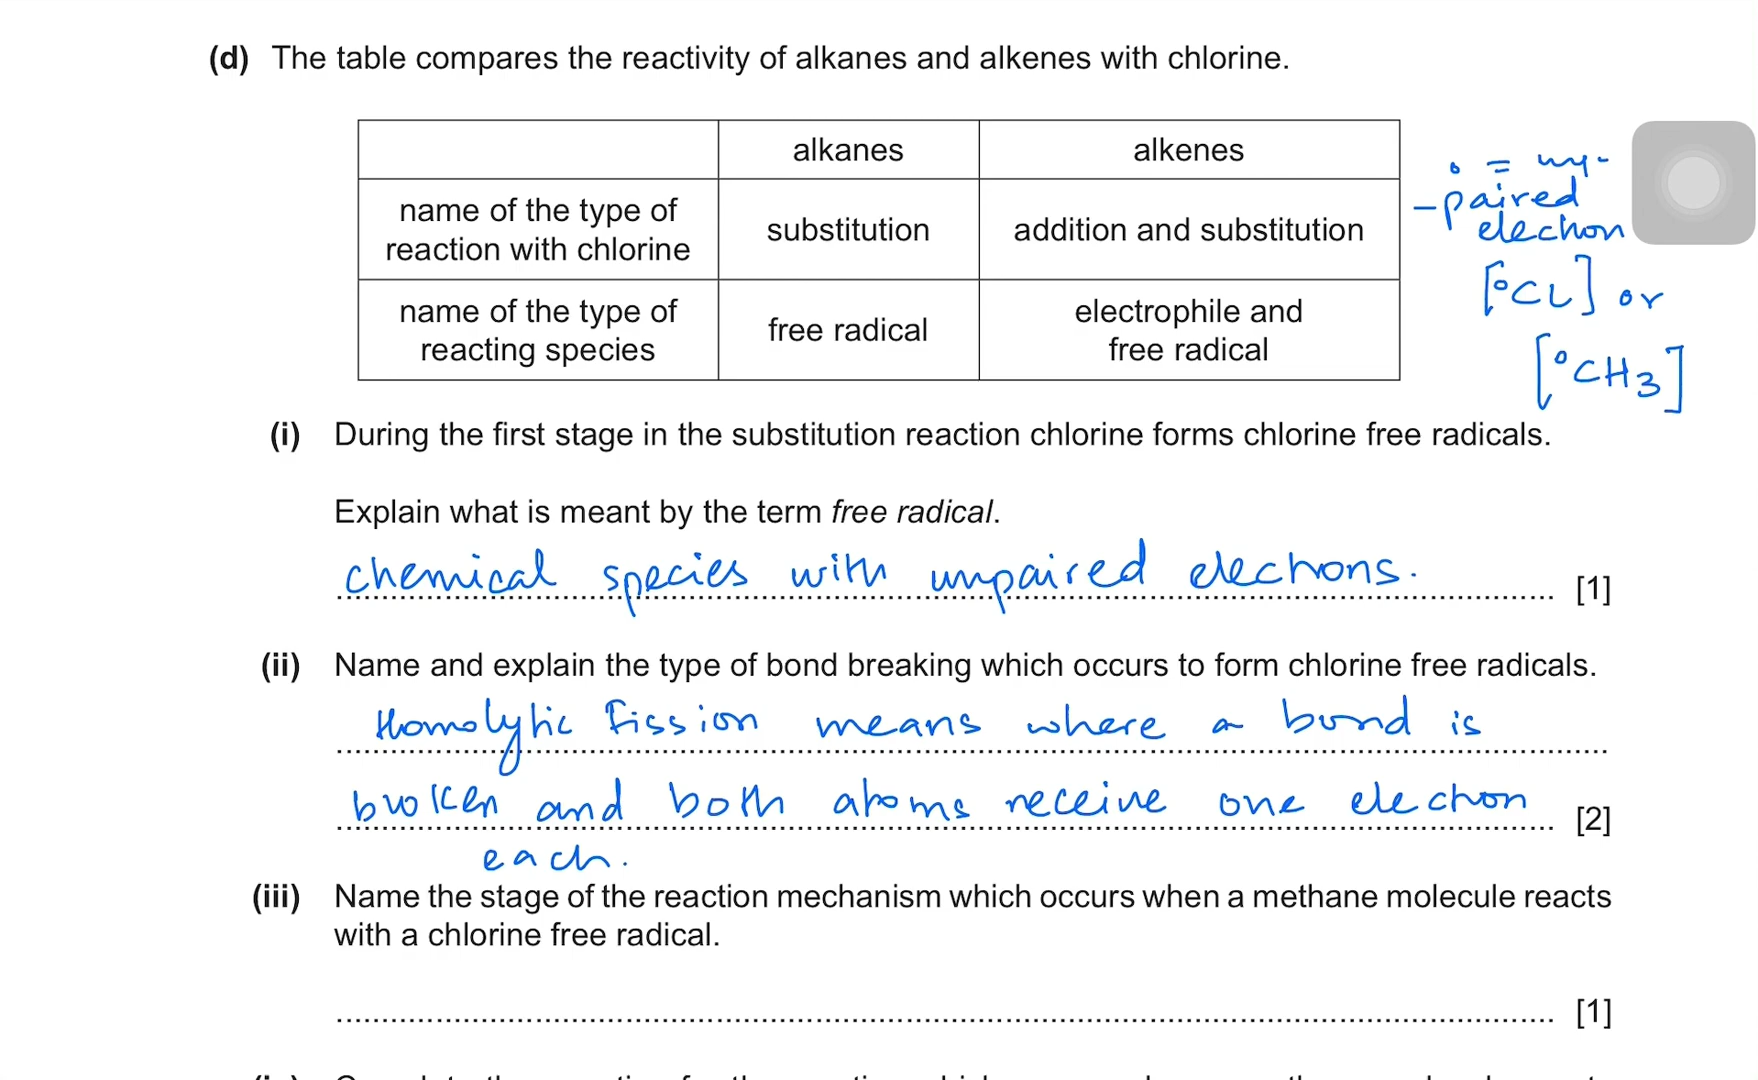 (d) The table compares the reactivity of alkanes and alkenes with chlorine.
alkanes alkenes
name of the type of reaction with chlorine substitution addition and substitution
name of the type of reacting species free radical electrophile and free radical
= un-
-paired
electron
[°CL] or
[°CH3]
(i) During the first stage in the substitution reaction chlorine forms chlorine free radicals.
Explain what is meant by the term free radical.
chemical species with unpaired electrons. [1]
(ii) Name and explain the type of bond breaking which occurs to form chlorine free radicals.
Homolytic fission means where a bond is
broken and both atoms receive one electron [2]
each.
(iii) Name the stage of the reaction mechanism which occurs when a methane molecule reacts
with a chlorine free radical.
[1]